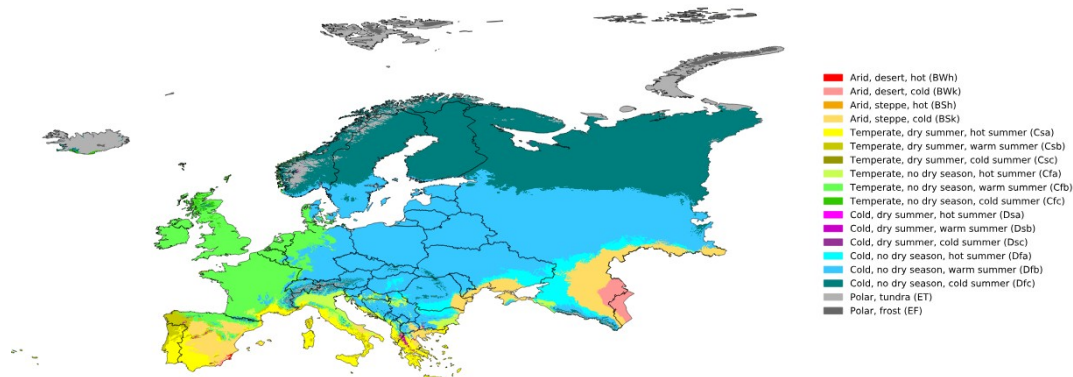 Arid, desert, hot (BWh)
Arid, desert, cold (BWk)
Arid, steppe, hot (BSh)
Arid, steppe, cold (BSk)
Temperate, dry summer, hot summer (Csa)
Temperate, dry summer, warm summer (Csb)
Temperate, dry summer, cold summer (Csc)
Temperate, no dry season, hot summer (Cfa)
Temperate, no dry season, warm summer (Cfb)
Temperate, no dry season, cold summer (Cfc)
Cold, dry summer, hot summer (Dsa)
Cold, dry summer, warm summer (Dsb)
Cold, dry summer, cold summer (Dsc)
Cold, no dry season, hot summer (Dfa)
Cold, no dry season, warm summer (Dfb)
Cold, no dry season, cold summer (Dfc)
Polar, tundra (ET)
Polar, frost (EF)